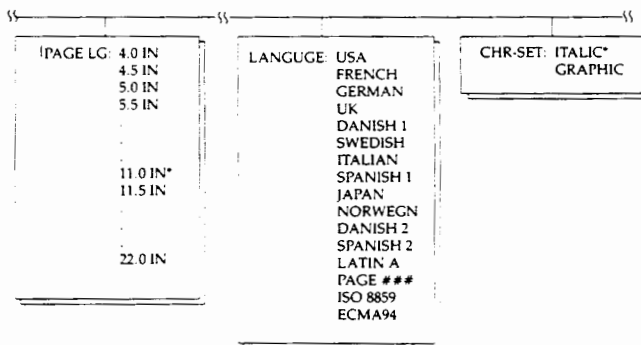 PAGE LG: 4.0 IN
4.5 IN
5.0 IN
5.5 IN
.
.
.
11.0 IN*
11.5 IN
.
.
.
22.0 IN
LANGUGE: USA
FRENCH
GERMAN
UK
DANISH 1
SWEDISH
ITALIAN
SPANISH 1
JAPAN
NORWEGN
DANISH 2
SPANISH 2
LATIN A
PAGE ###
ISO 8859
ECMA94
CHR-SET: ITALIC*
GRAPHIC